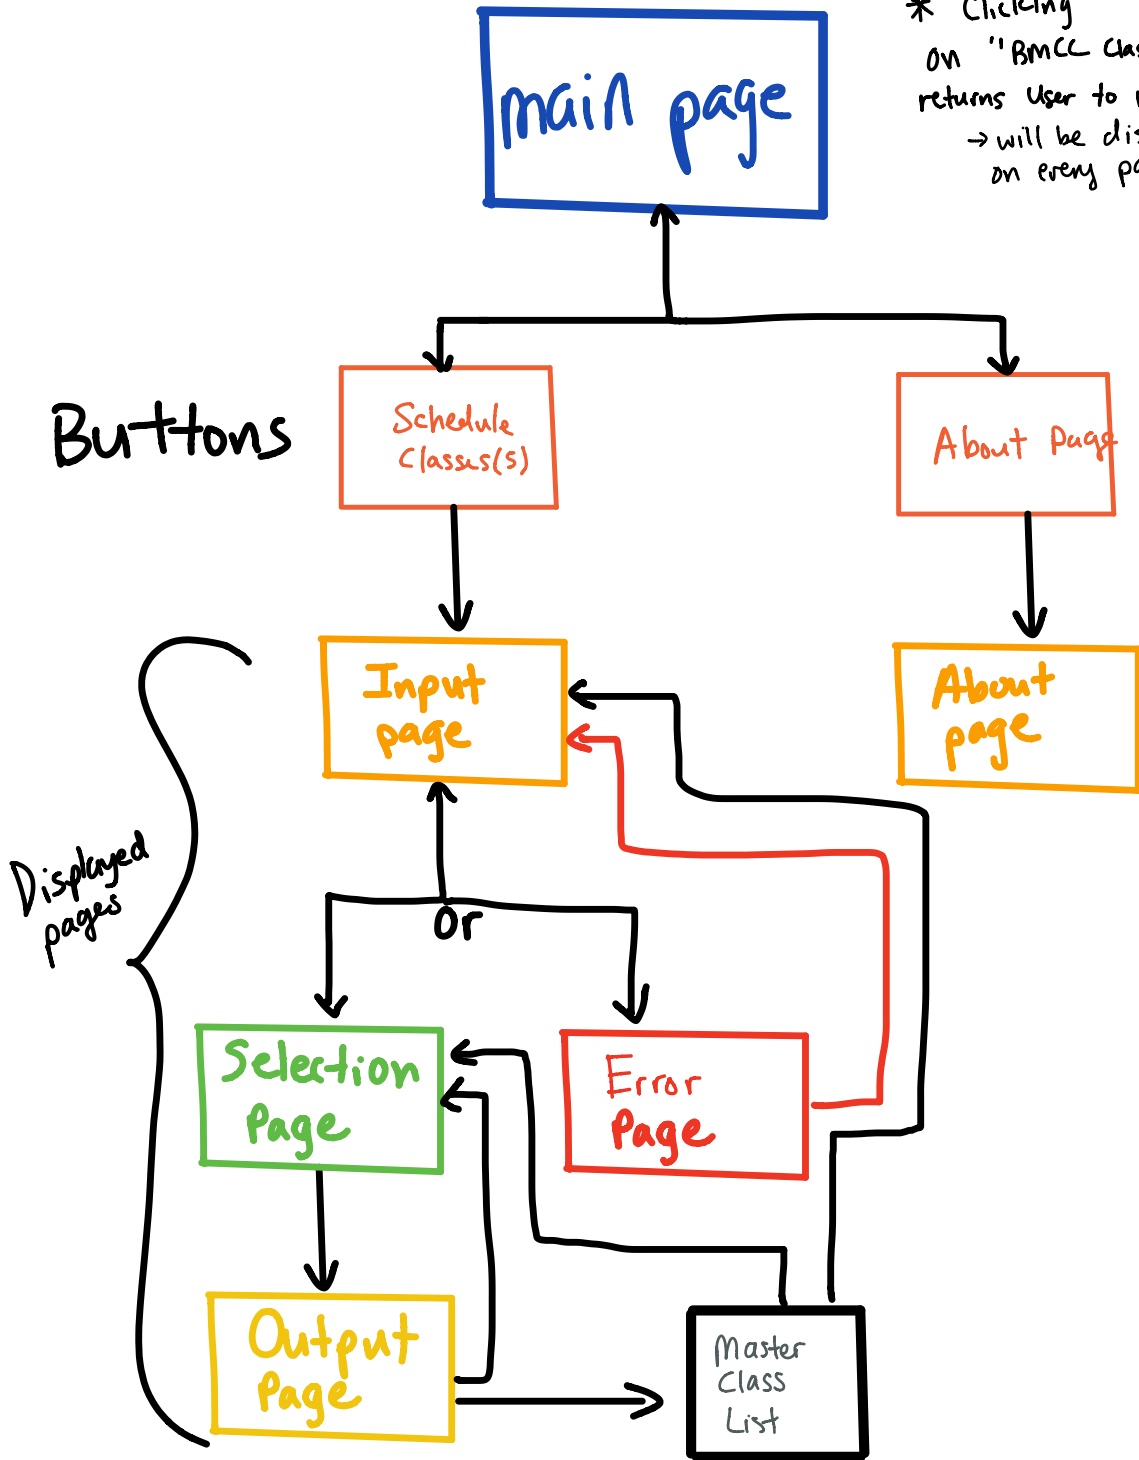 * Clicking
on "BMCC Clas
returns user to
→ will be dis
on every pa
main page
Buttons
Schedule
Classes(s)
About Page
Input
page
About
page
Displayed
pages
Or
Selection
Page
Error
Page
Output
Page
Master
Class
List